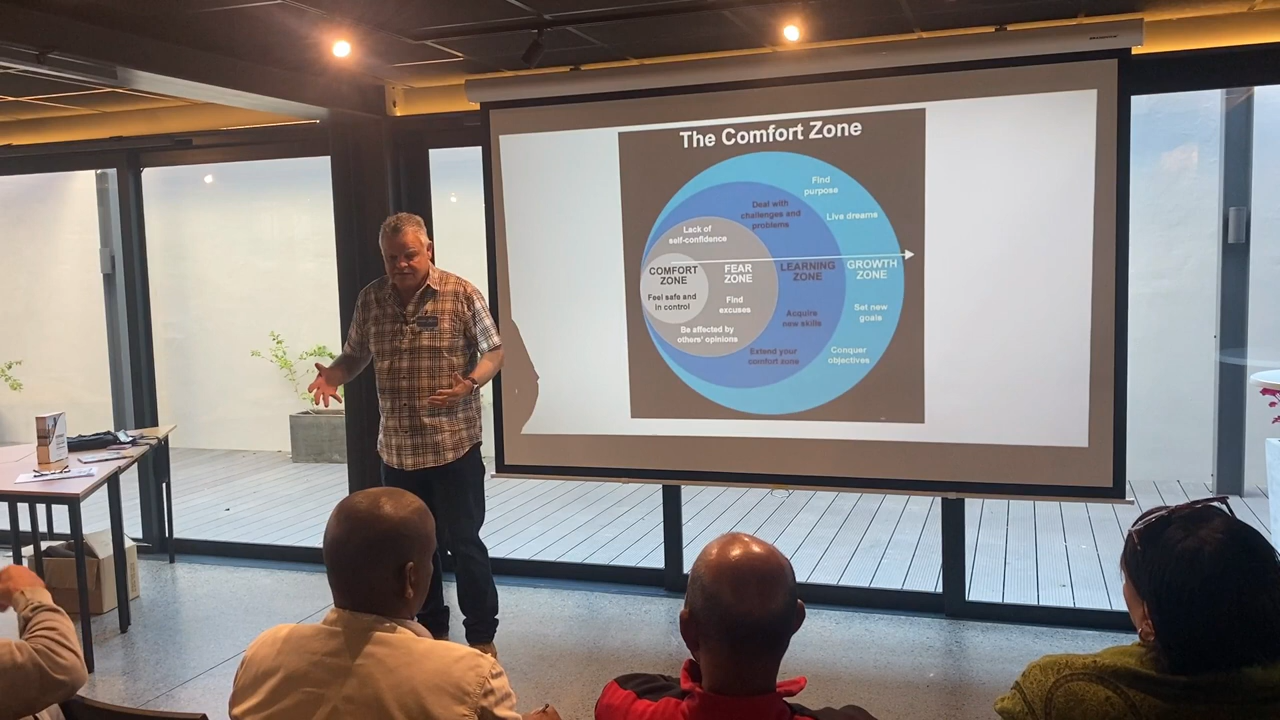 The Comfort Zone
Find
purpose
Live dreams
Deal with
challenges and
problems
Lack of
self-confidence
COMFORT
ZONE
Feel safe and
in control
FEAR
ZONE
Find
excuses
Be affected by
others' opinions
LEARNING
ZONE
Acquire
new skills
Extend your
comfort zone
GROWTH
ZONE
Set new
goals
Conquer
objectives